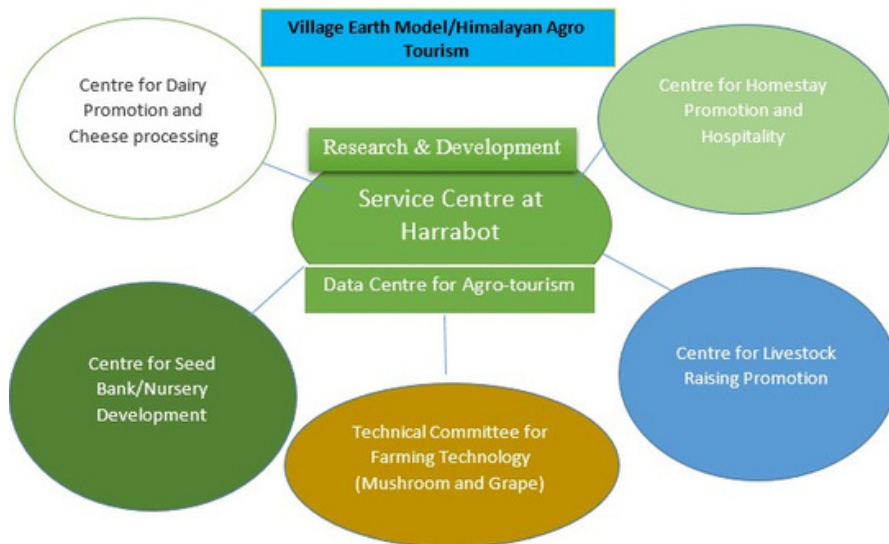 Village Earth Model/Himalayan Agro
Tourism
Centre for Dairy
Promotion and
Cheese processing
Centre for Homestay
Promotion and
Hospitality
Research & Development
Service Centre at
Harrabot
Data Centre for Agro-tourism
Centre for Seed
Bank/Nursery
Development
Centre for Livestock
Raising Promotion
Technical Committee for
Farming Technology
(Mushroom and Grape)